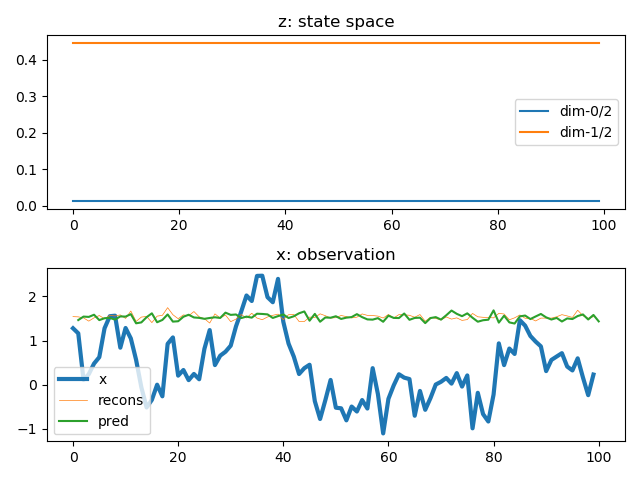 z: state space
0.4
0.3
0.2
0.1
0.0
dim-0/2
dim-1/2
0 20 40 60 80 100
x: observation
2
1
0
−1
x
recons
pred
0 20 40 60 80 100